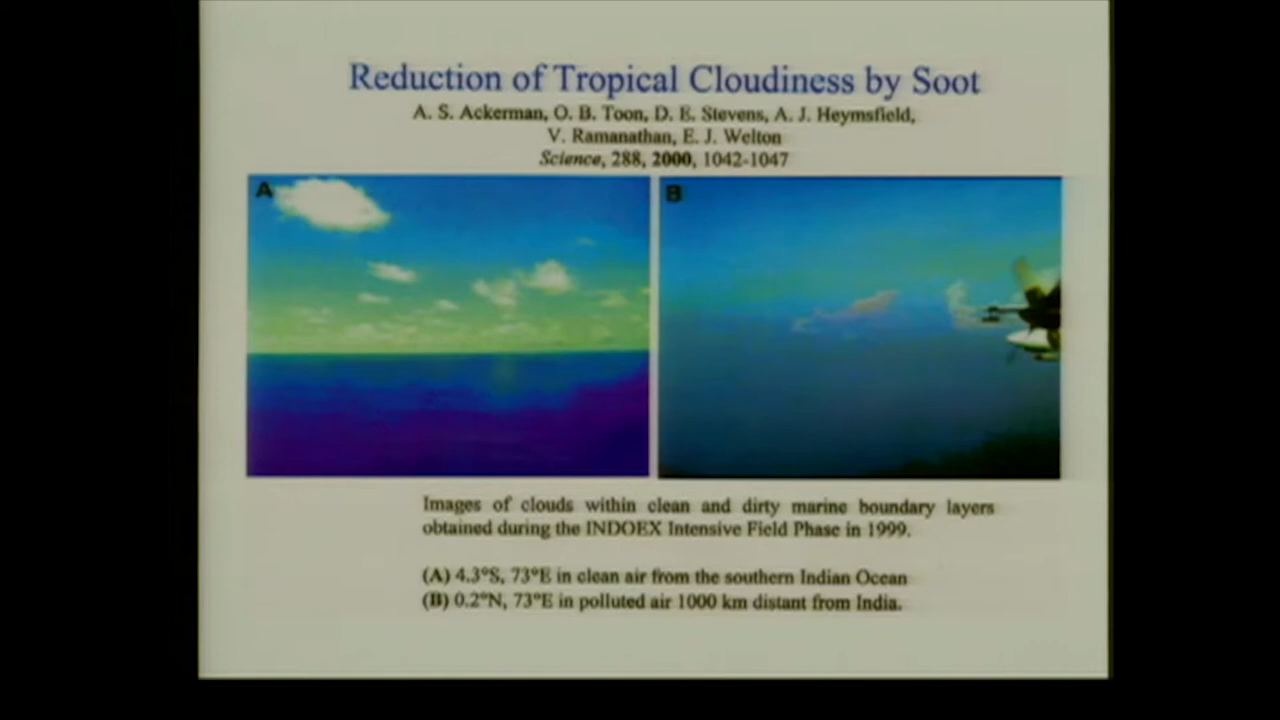 Reduction of Tropical Cloudiness by Soot
A. S. Ackerman, O. B. Toon, D. E. Stevens, A. J. Heymsfield,
V. Ramanathan, E. J. Welton
Science, 288, 2000, 1042-1047
A
B
Images of clouds within clean and dirty marine boundary layers
obtained during the INDOEX Intensive Field Phase in 1999.
(A) 4.3°S, 73°E in clean air from the southern Indian Ocean
(B) 0.2°N, 73°E in polluted air 1000 km distant from India.